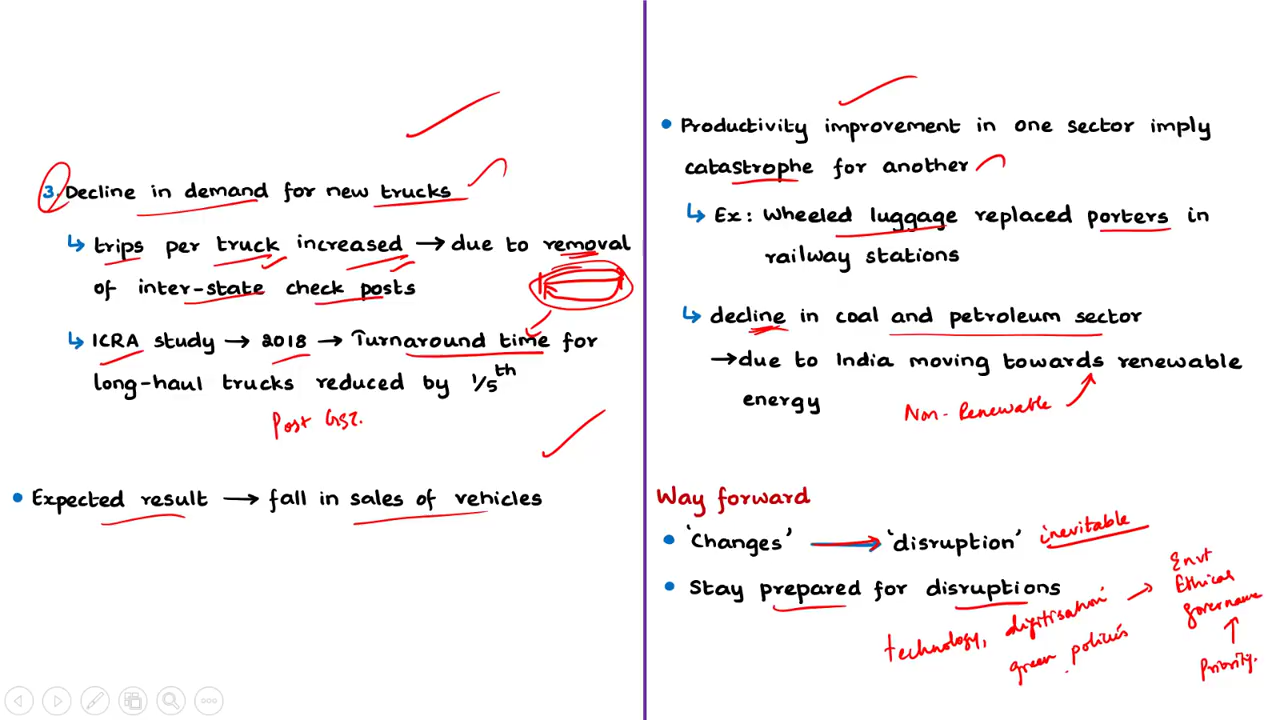 3. Decline in demand for new trucks
↳ trips per truck increased → due to removal
of inter-state check posts
↳ ICRA study → 2018 → Turnaround time for
long-haul trucks reduced by 1/5th
Post GST.
• Expected result → fall in sales of vehicles
• Productivity improvement in one sector imply
catastrophe for another
↳ Ex: Wheeled luggage replaced porters in
railway stations
↳ decline in coal and petroleum sector
→ due to India moving towards renewable
energy
Non-Renewable
Way forward
• 'Changes' → 'disruption' inevitable
• Stay prepared for disruptions
technology, digitisation →
green policies
Envt
Ethical
Governance
↑
Priority.